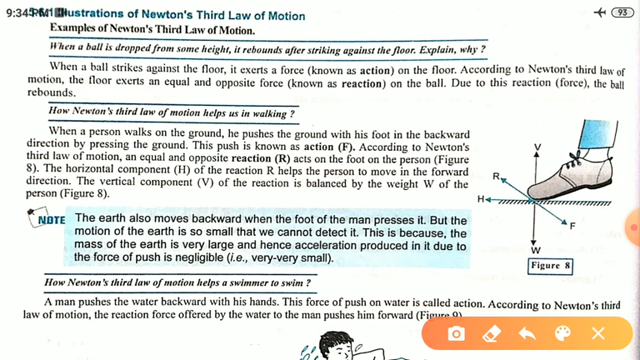 9:34 PM
Illustrations of Newton's Third Law of Motion
93
Examples of Newton's Third Law of Motion.
When a ball is dropped from some height, it rebounds after striking against the floor. Explain, why ?
When a ball strikes against the floor, it exerts a force (known as action) on the floor. According to Newton's third law of
motion, the floor exerts an equal and opposite force (known as reaction) on the ball. Due to this reaction (force), the ball
rebounds.
How Newton's third law of motion helps us in walking ?
When a person walks on the ground, he pushes the ground with his foot in the backward
direction by pressing the ground. This push is known as action (F). According to Newton's
third law of motion, an equal and opposite reaction (R) acts on the foot on the person (Figure
8). The horizontal component (H) of the reaction R helps the person to move in the forward
direction. The vertical component (V) of the reaction is balanced by the weight W of the
person (Figure 8).
V
R
H
F
W
Figure 8
NOTE
The earth also moves backward when the foot of the man presses it. But the
motion of the earth is so small that we cannot detect it. This is because, the
mass of the earth is very large and hence acceleration produced in it due to
the force of push is negligible (i.e., very-very small).
How Newton's third law of motion helps a swimmer to swim ?
A man pushes the water backward with his hands. This force of push on water is called action. According to Newton's third
law of motion, the reaction force offered by the water to the man pushes him forward (Figure 9)